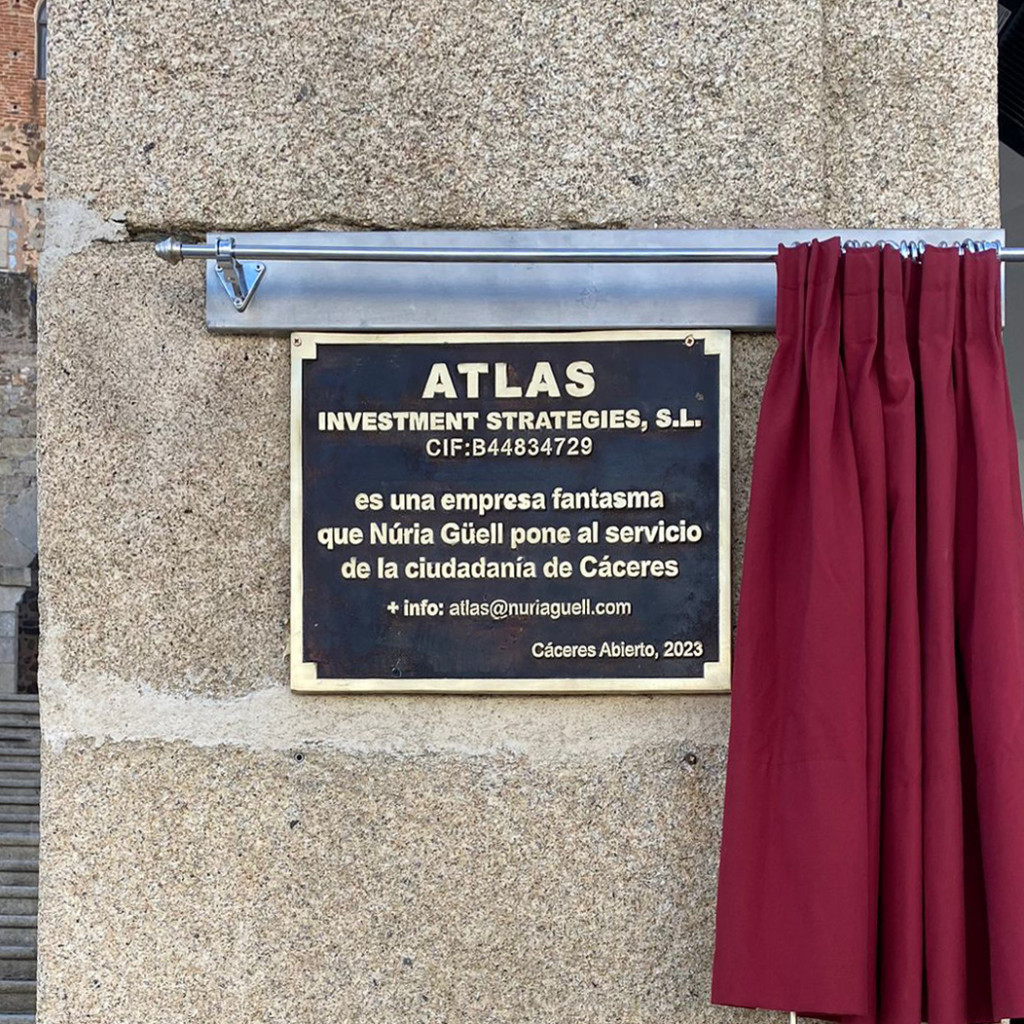 ATLAS
INVESTMENT STRATEGIES, S.L.
CIF:B44834729
es una empresa fantasma
que Núria Güell pone al servicio
de la ciudadanía de Cáceres
+ info: atlas@nuriaguell.com
Cáceres Abierto, 2023